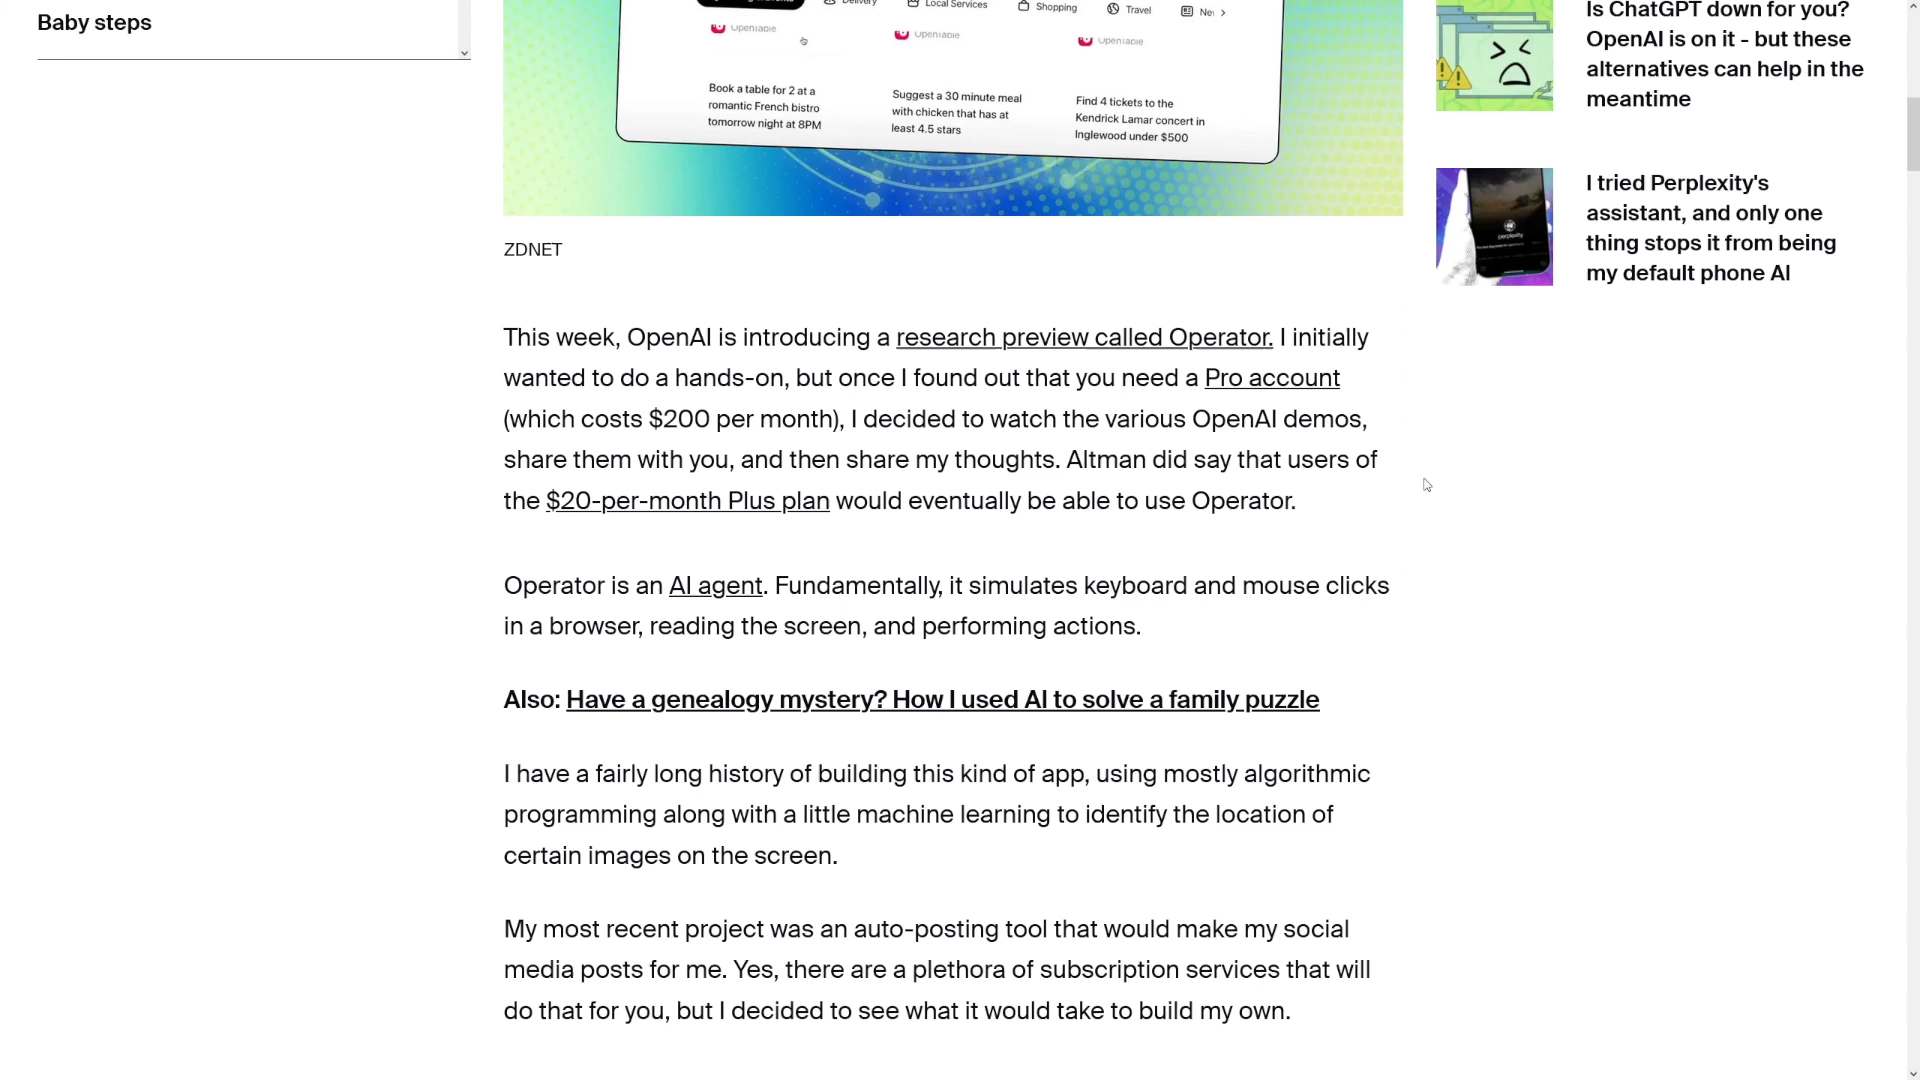 Baby steps
Delivery
Local Services
Shopping
Travel
OpenTable
OpenTable
OpenTable
Book a table for 2 at a
romantic French bistro
tomorrow night at 8PM
Suggest a 30 minute meal
with chicken that has at
least 4.5 stars
Find 4 tickets to the
Kendrick Lamar concert in
Inglewood under $500
ZDNET
This week, OpenAI is introducing a research preview called Operator. I initially
wanted to do a hands-on, but once I found out that you need a Pro account
(which costs $200 per month), I decided to watch the various OpenAI demos,
share them with you, and then share my thoughts. Altman did say that users of
the $20-per-month Plus plan would eventually be able to use Operator.
Operator is an AI agent. Fundamentally, it simulates keyboard and mouse clicks
in a browser, reading the screen, and performing actions.
Also: Have a genealogy mystery? How I used AI to solve a family puzzle
I have a fairly long history of building this kind of app, using mostly algorithmic
programming along with a little machine learning to identify the location of
certain images on the screen.
My most recent project was an auto-posting tool that would make my social
media posts for me. Yes, there are a plethora of subscription services that will
do that for you, but I decided to see what it would take to build my own.
Is ChatGPT down for you?
OpenAI is on it - but these
alternatives can help in the
meantime
perplexity
I tried Perplexity's
assistant, and only one
thing stops it from being
my default phone AI